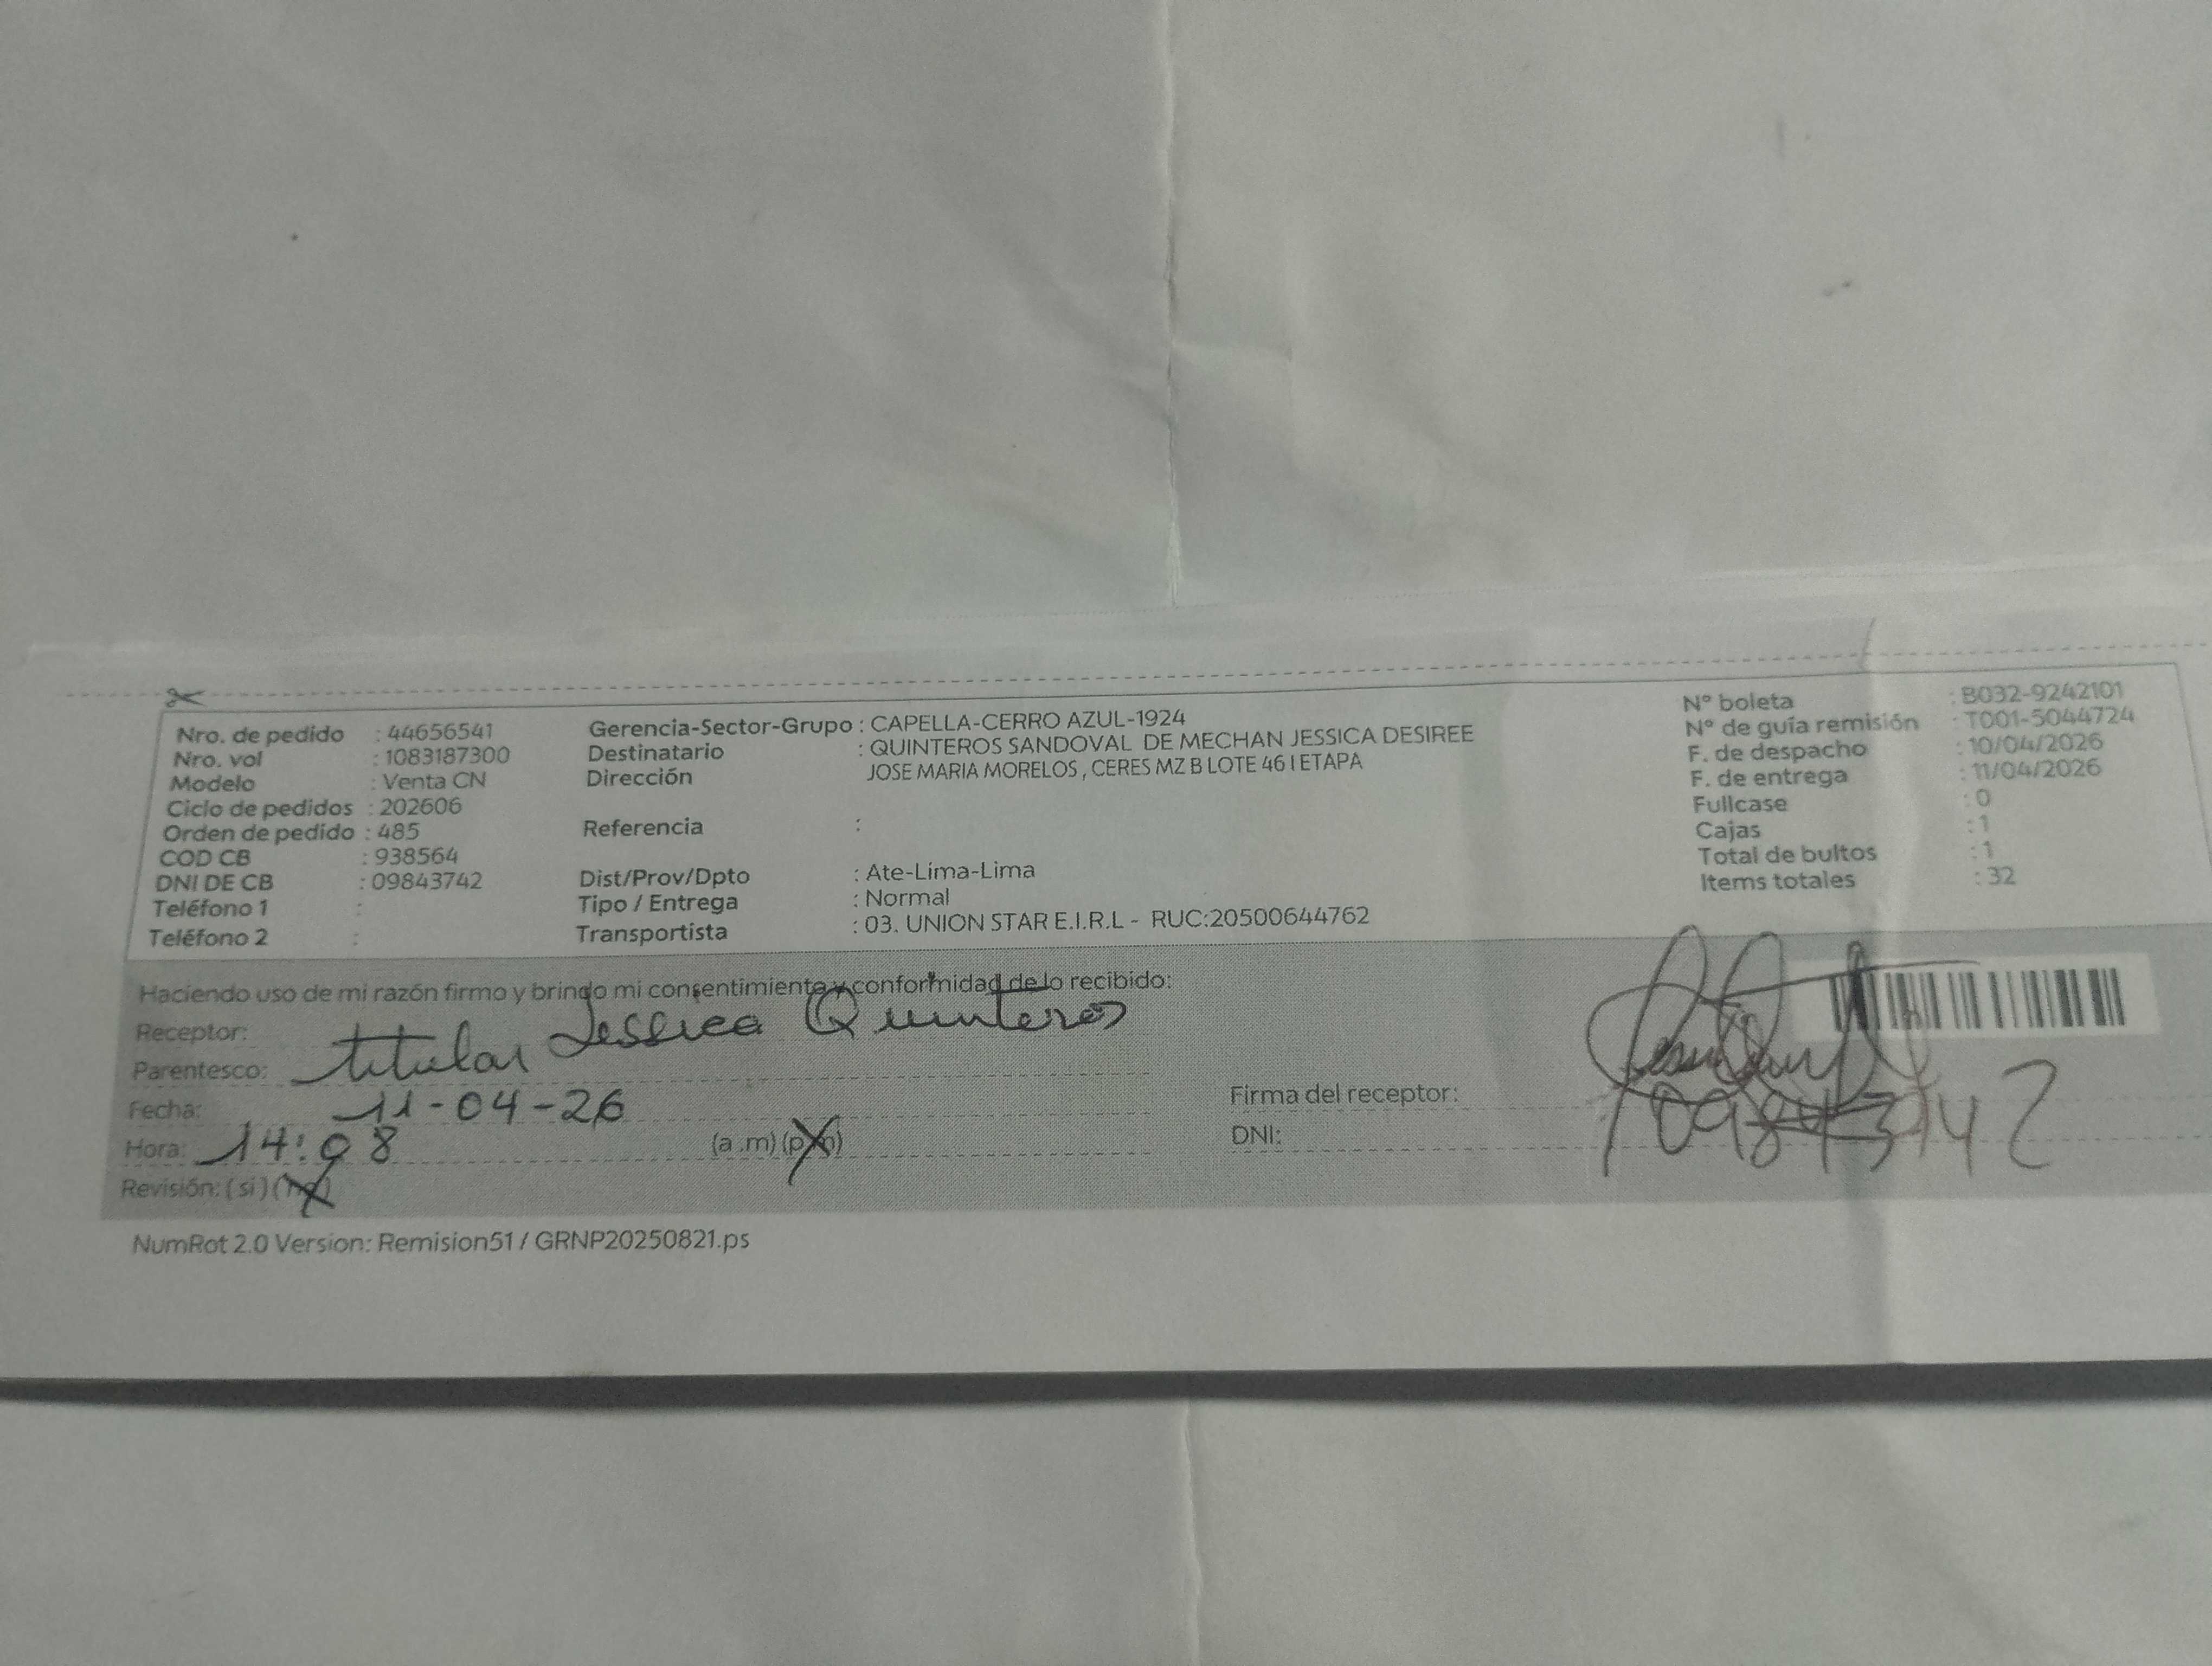 Nro. de pedido : 44656541
Nro. vol : 1083187300
Modelo : Venta CN
Ciclo de pedidos : 202606
Orden de pedido : 485
COD CB : 938564
DNI DE CB : 09843742
Teléfono 1 :
Teléfono 2 :
Gerencia-Sector-Grupo : CAPELLA-CERRO AZUL-1924
Destinatario : QUINTEROS SANDOVAL DE MECHAN JESSICA DESIREE
Dirección JOSE MARIA MORELOS , CERES MZ B LOTE 46 I ETAPA
Referencia :
Dist/Prov/Dpto : Ate-Lima-Lima
Tipo / Entrega : Normal
Transportista : 03. UNION STAR E.I.R.L - RUC:20500644762
Nº boleta : B032-9242101
Nº de guía remisión : T001-5044724
F. de despacho : 10/04/2026
F. de entrega : 11/04/2026
Fullcase : 0
Cajas : 1
Total de bultos : 1
Items totales : 32
Haciendo uso de mi razón firmo y brindo mi consentimiento y conformidad de lo recibido:
Receptor: Jessica Quinteros
Parentesco: titular
Fecha: 11-04-26
Hora: 14:08 (a.m) (p.m)
Revisión: (si) (no)
Firma del receptor:
DNI: 09843742
NumRot 2.0 Version: Remision51 / GRNP20250821.ps